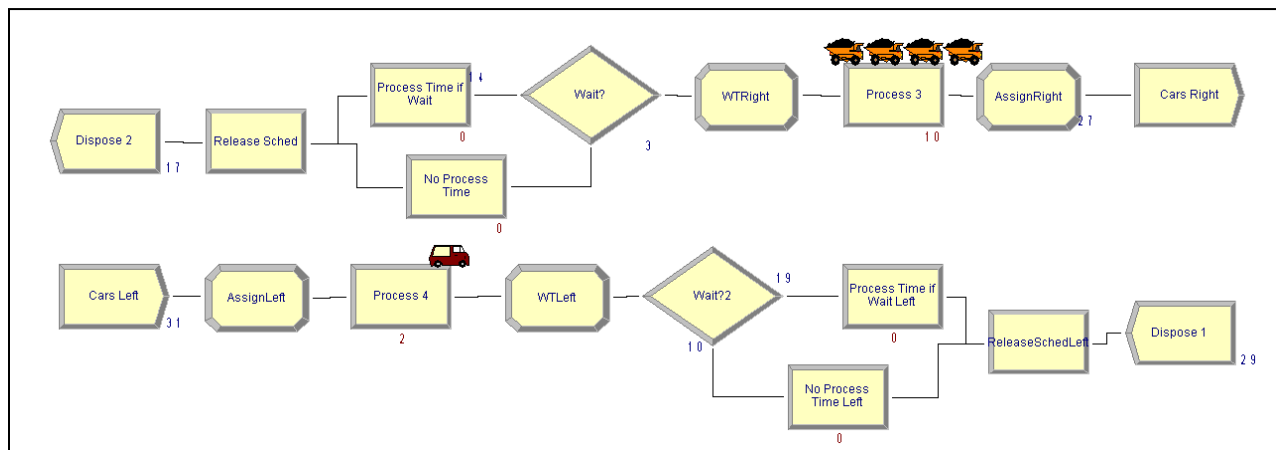 Process Time if
Wait
14
Wait?
WTRight
Process 3
AssignRight
Cars Right
Dispose 2
Release Sched
0
3
10
27
17
No Process
Time
0
Cars Left
AssignLeft
Process 4
WTLeft
Wait?2
19
Process Time if
Wait Left
31
2
10
0
ReleaseSchedLeft
Dispose 1
29
No Process
Time Left
0